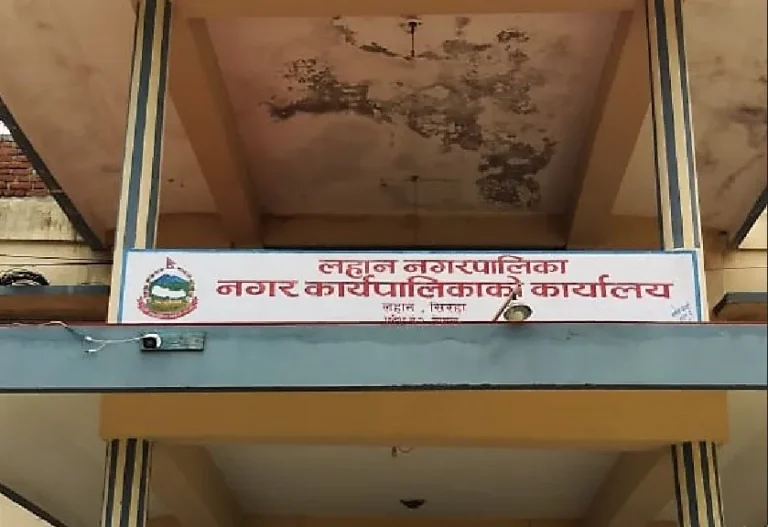 लहान नगरपालिका
नगर कार्यपालिकाको कार्यालय
लहान , सिरहा